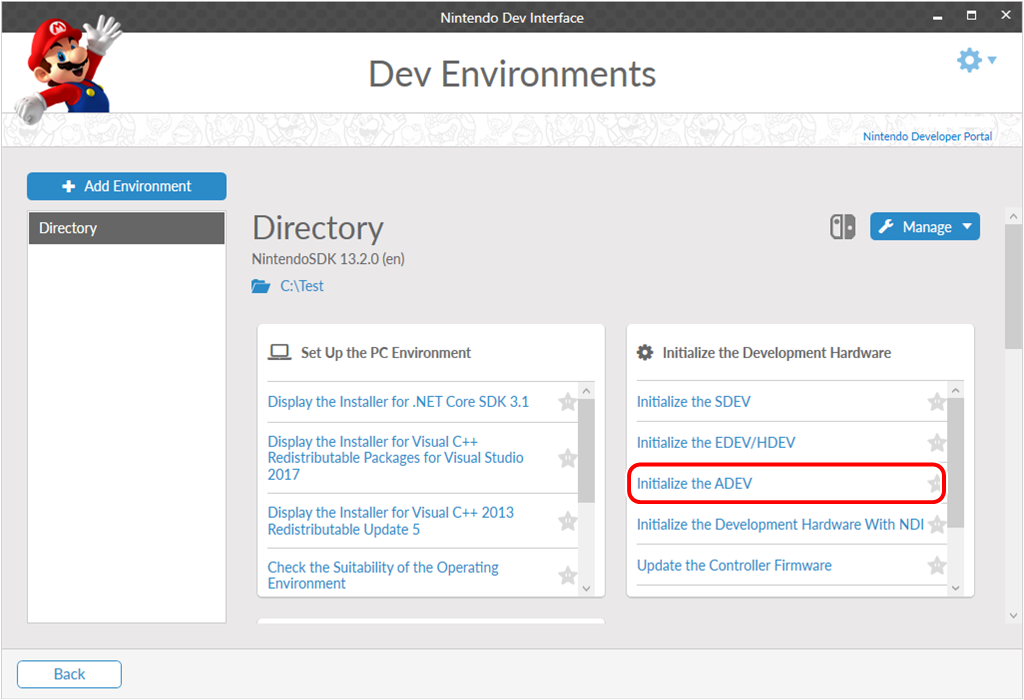 Nintendo Dev Interface
Dev Environments
Nintendo Developer Portal
Add Environment
Directory
Directory
Manage
NintendoSDK 13.2.0 (en)
C:\Test
Set Up the PC Environment
Display the Installer for .NET Core SDK 3.1
Display the Installer for Visual C++
Redistributable Packages for Visual Studio
2017
Display the Installer for Visual C++ 2013
Redistributable Update 5
Check the Suitability of the Operating
Environment
Initialize the Development Hardware
Initialize the SDEV
Initialize the EDEV/HDEV
Initialize the ADEV
Initialize the Development Hardware With NDI
Update the Controller Firmware
Back